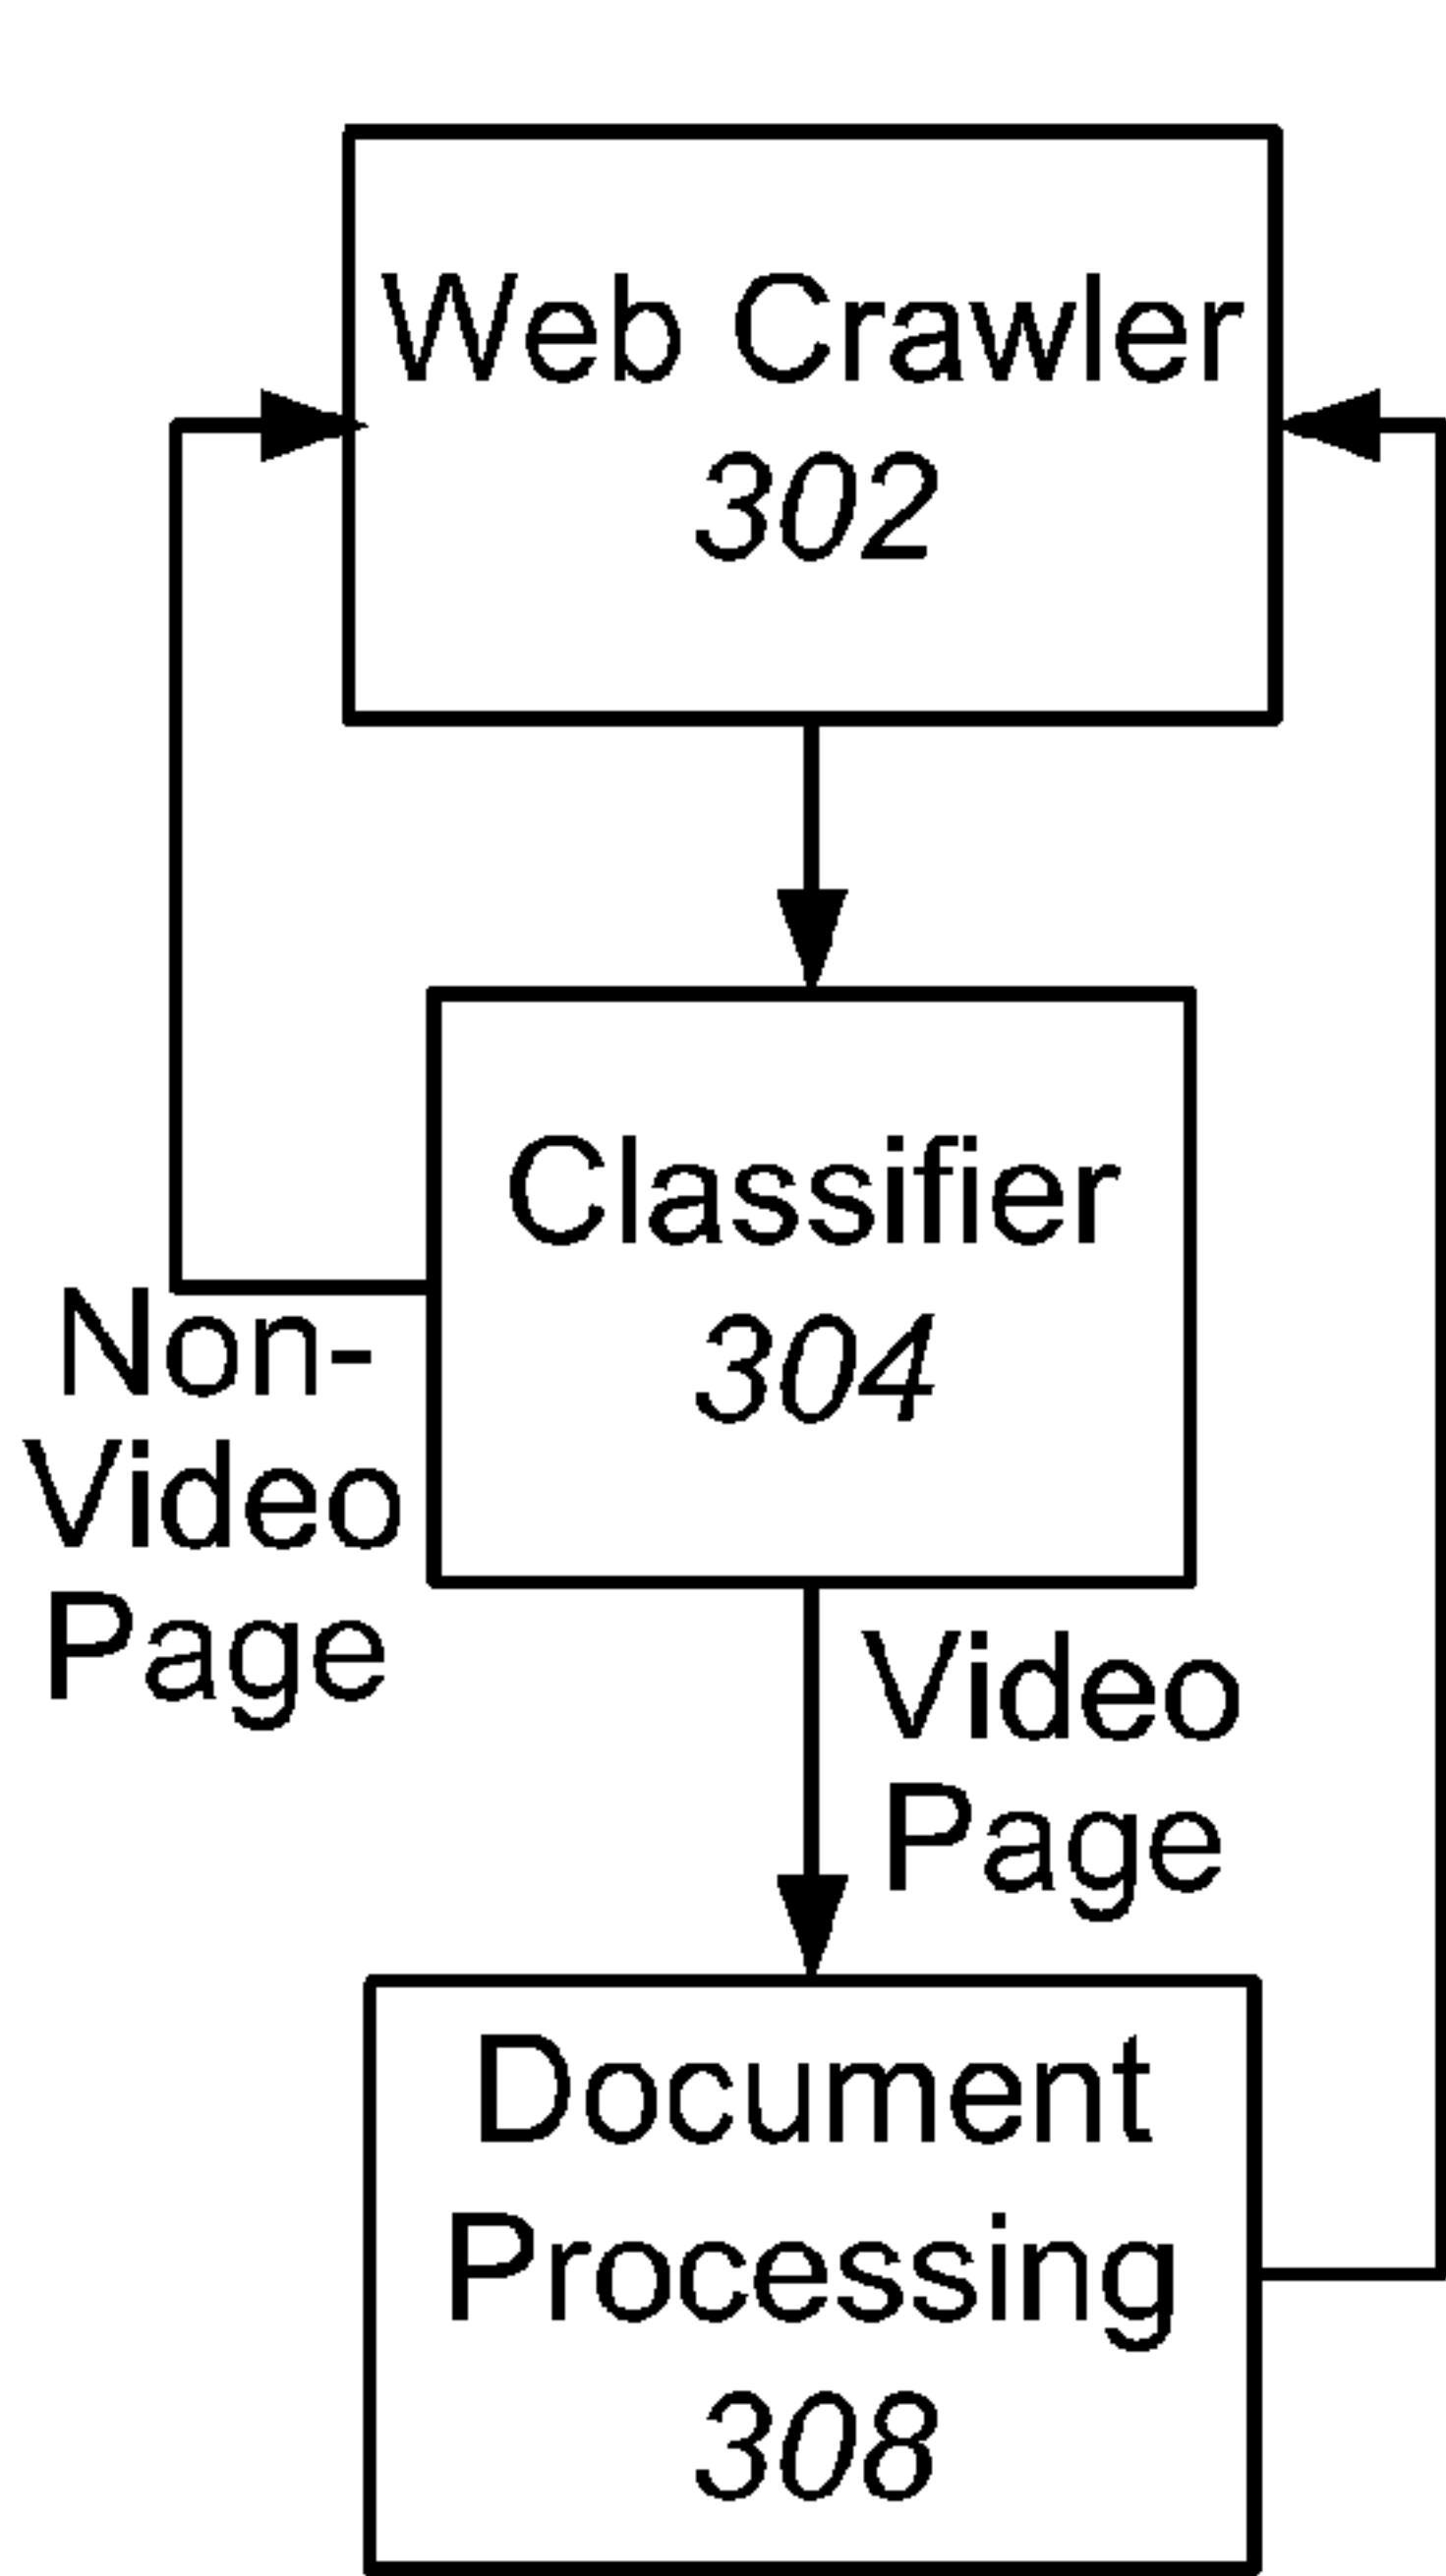 Web Crawler
302
Classifier
304
Non-
Video
Page
Video
Page
Document
Processing
308